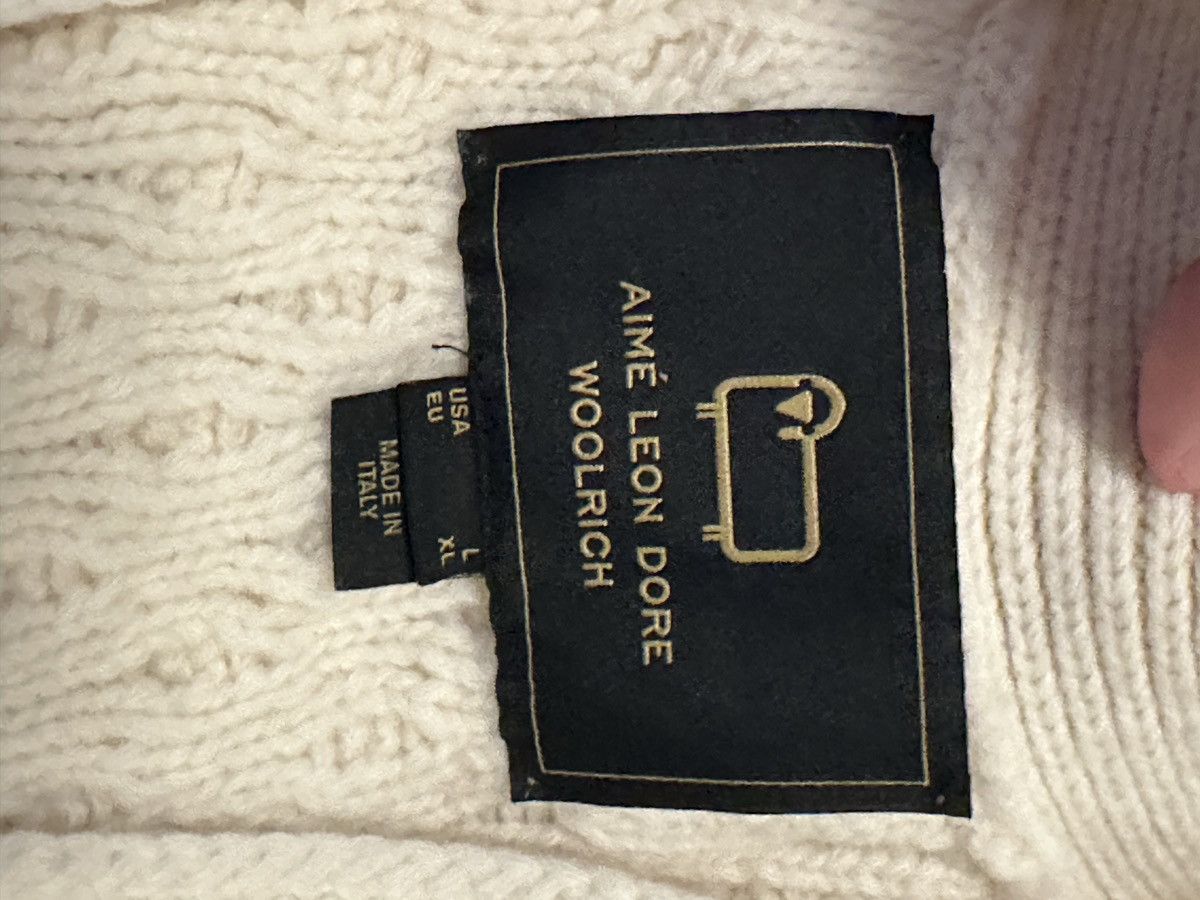 AIMÉ LEON DORE
WOOLRICH
USA L
EU XL
MADE IN
ITALY